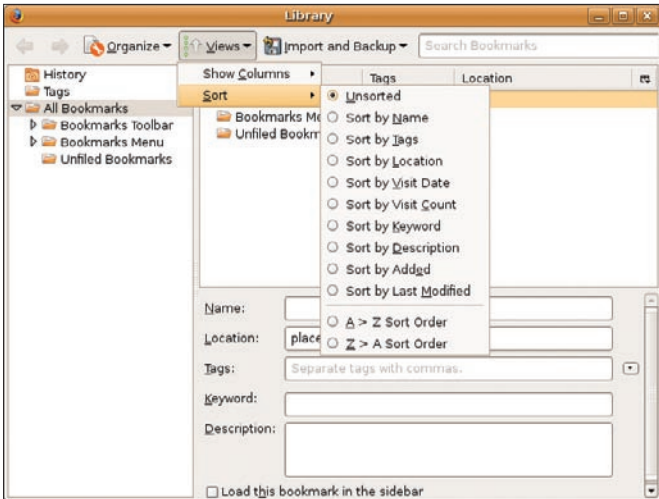 Library
Organize Views Import and Backup Search Bookmarks
History
Tags
All Bookmarks
Bookmarks Toolbar
Bookmarks Menu
Unfiled Bookmarks
Show Columns
Sort
Tags Location
Bookmarks Me
Unfiled Bookm
Unsorted
Sort by Name
Sort by Tags
Sort by Location
Sort by Visit Date
Sort by Visit Count
Sort by Keyword
Sort by Description
Sort by Added
Sort by Last Modified
A > Z Sort Order
Z > A Sort Order
Name:
Location: place
Tags: Separate tags with commas.
Keyword:
Description:
Load this bookmark in the sidebar